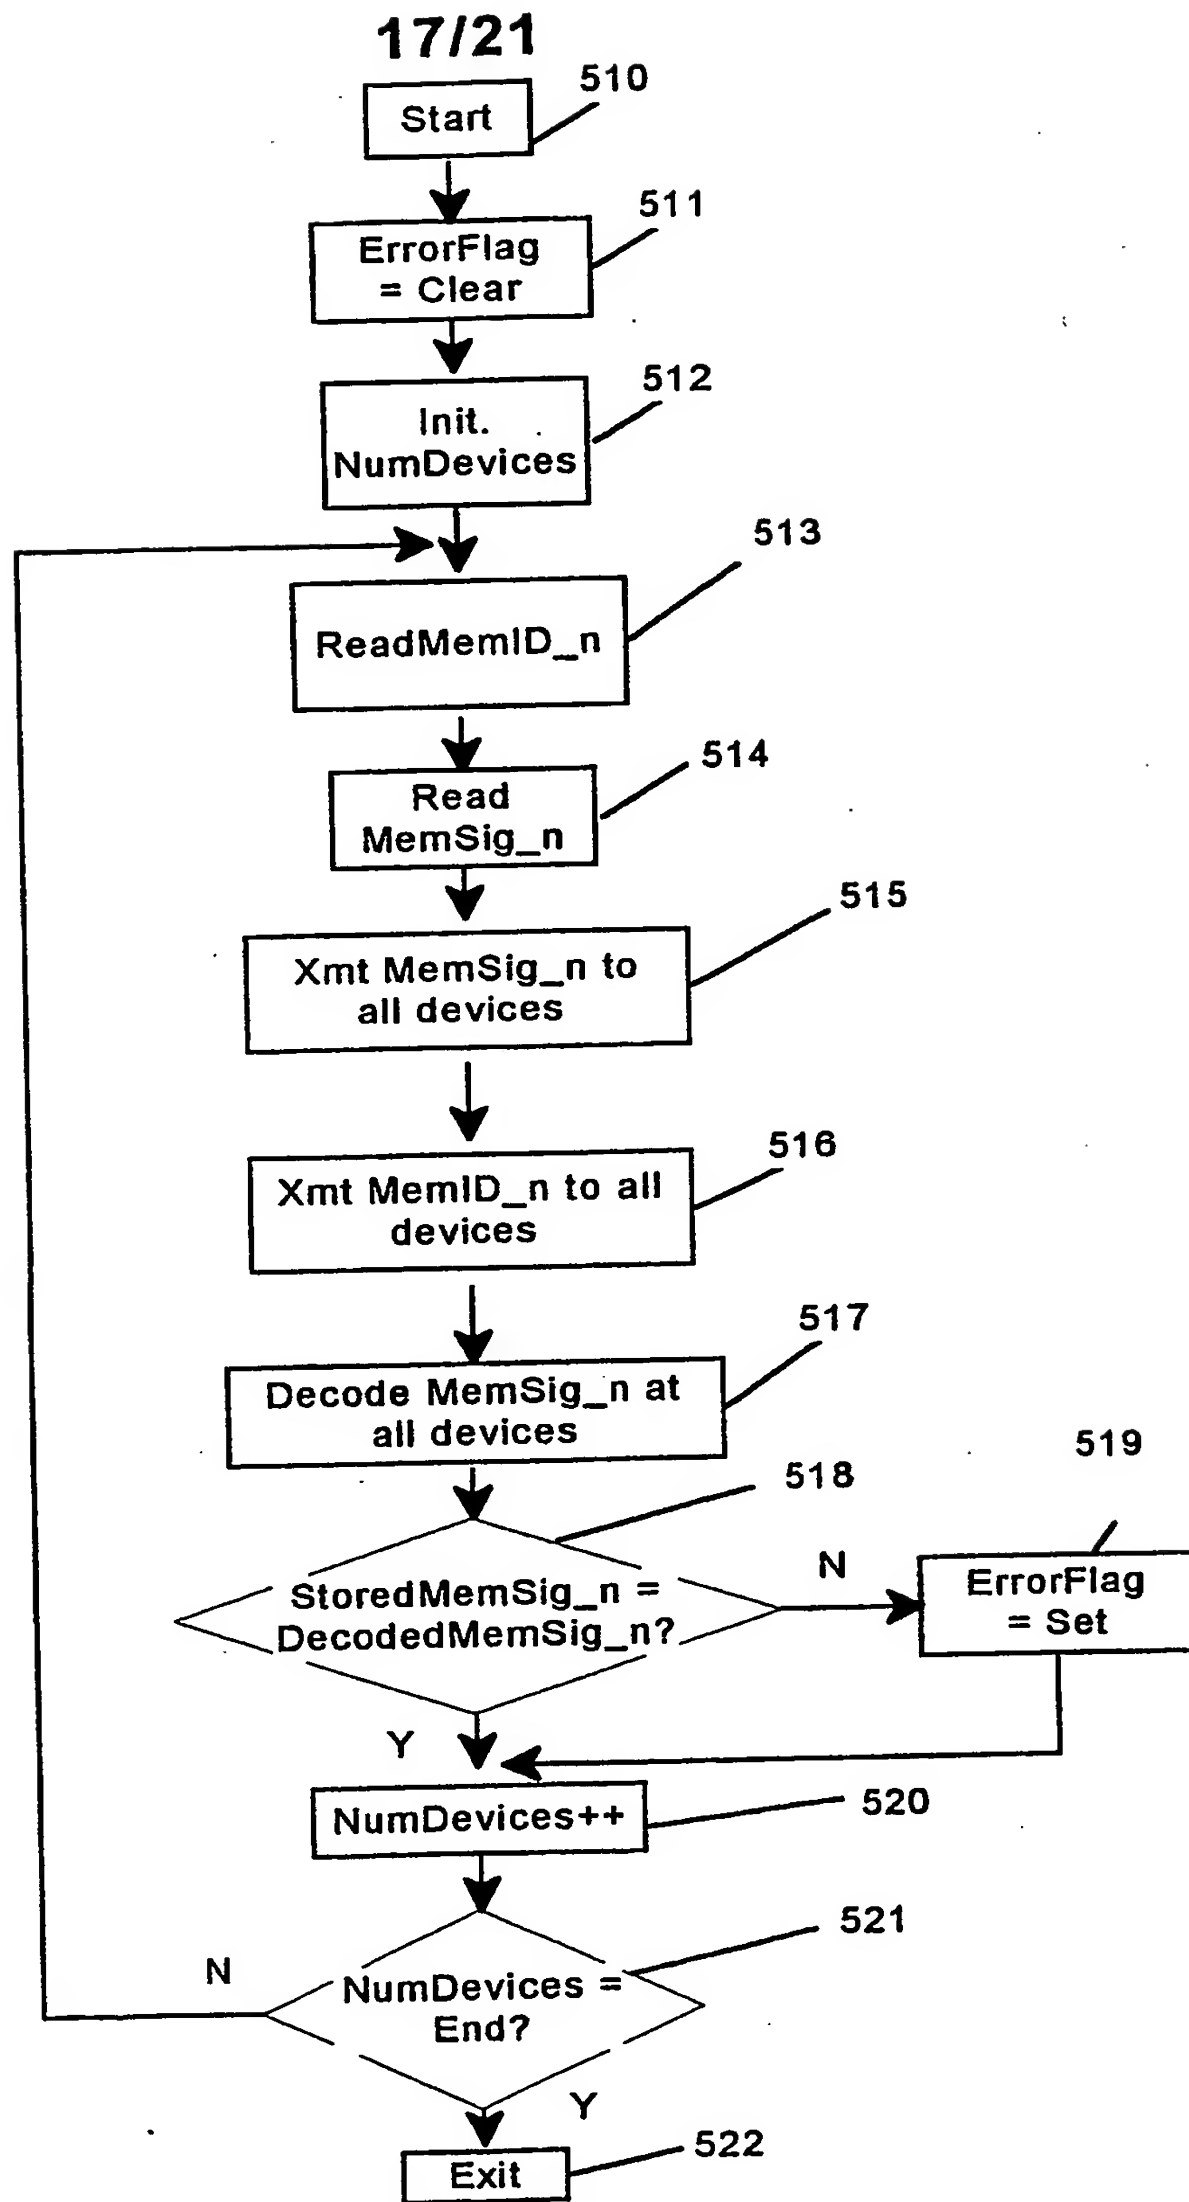 17/21
510
Start
511
ErrorFlag
= Clear
512
Init.
NumDevices
513
ReadMemID_n
514
Read
MemSig_n
515
Xmt MemSig_n to
all devices
516
Xmt MemID_n to all
devices
517
Decode MemSig_n at
all devices
518
519
StoredMemSig_n =
DecodedMemSig_n?
N
ErrorFlag
= Set
Y
520
NumDevices++
521
N
NumDevices =
End?
Y
522
Exit